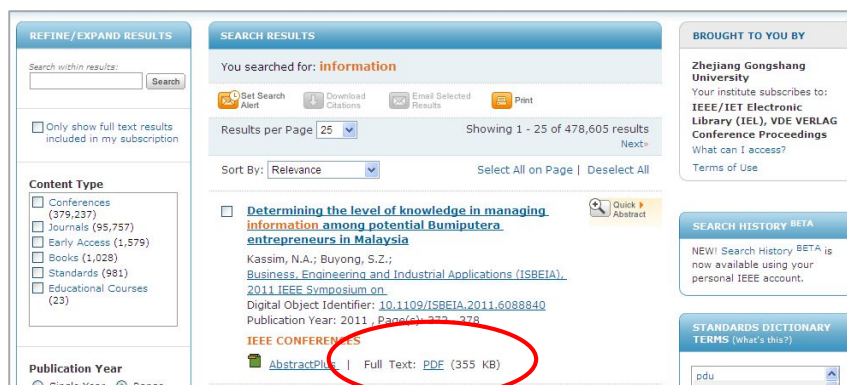 REFINE/EXPAND RESULTS
Search within results:
Search
Only show full text results
included in my subscription
Content Type
Conferences
(379,237)
Journals (95,757)
Early Access (1,579)
Books (1,028)
Standards (981)
Educational Courses
(23)
Publication Year
Single Year
Range
SEARCH RESULTS
You searched for: information
Set Search
Alert
Download
Citations
Email Selected
Results
Print
Results per Page 25
Showing 1 - 25 of 478,605 results
Next»
Sort By: Relevance
Select All on Page | Deselect All
Determining the level of knowledge in managing
information among potential Bumiputera
entrepreneurs in Malaysia
Quick
Abstract
Kassim, N.A.; Buyong, S.Z.;
Business, Engineering and Industrial Applications (ISBEIA),
2011 IEEE Symposium on
Digital Object Identifier: 10.1109/ISBEIA.2011.6088840
Publication Year: 2011 , Page(s): 373 - 378
IEEE CONFERENCES
AbstractPlus | Full Text: PDF (355 KB)
BROUGHT TO YOU BY
Zhejiang Gongshang
University
Your institute subscribes to:
IEEE/IET Electronic
Library (IEL), VDE VERLAG
Conference Proceedings
What can I access?
Terms of Use
SEARCH HISTORY BETA
NEW! Search History BETA is
now available using your
personal IEEE account.
STANDARDS DICTIONARY
TERMS (What's this?)
pdu